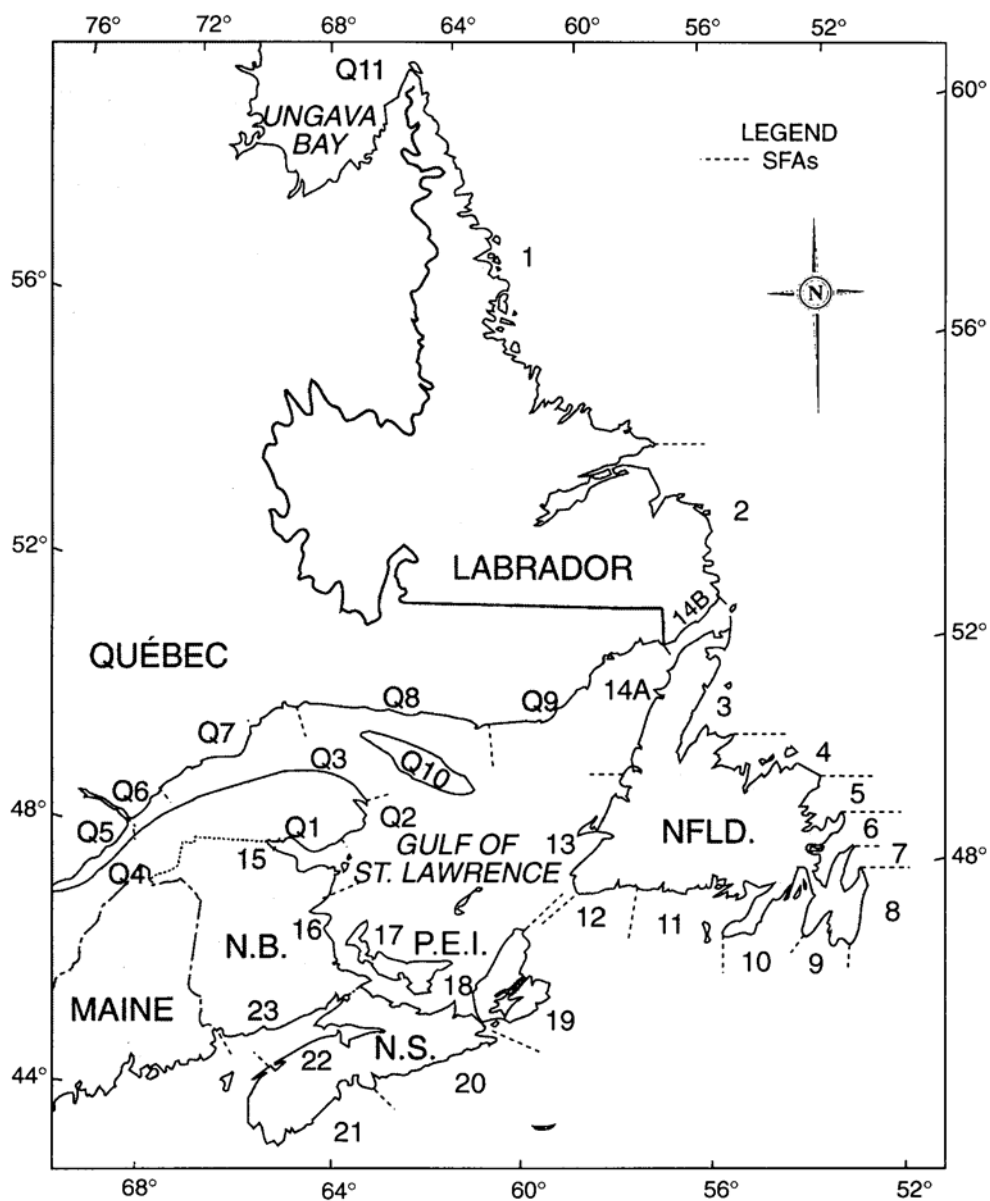 76° 72° 68° 64° 60° 56° 52°
Q11
60°
UNGAVA
BAY
LEGEND
SFAs
1
56°
N
56°
2
52°
LABRADOR
14B
52°
QUÉBEC
14A
Q8
Q9
3
Q7
Q3
4
Q10
Q6
5
48°
Q5
Q2
Q1
GULF OF
ST. LAWRENCE
13
NFLD.
6
7
48°
15
Q4
12
11
8
16
17
P.E.I.
N.B.
10
9
18
MAINE
23
19
N.S.
22
20
44°
21
68° 64° 60° 56° 52°